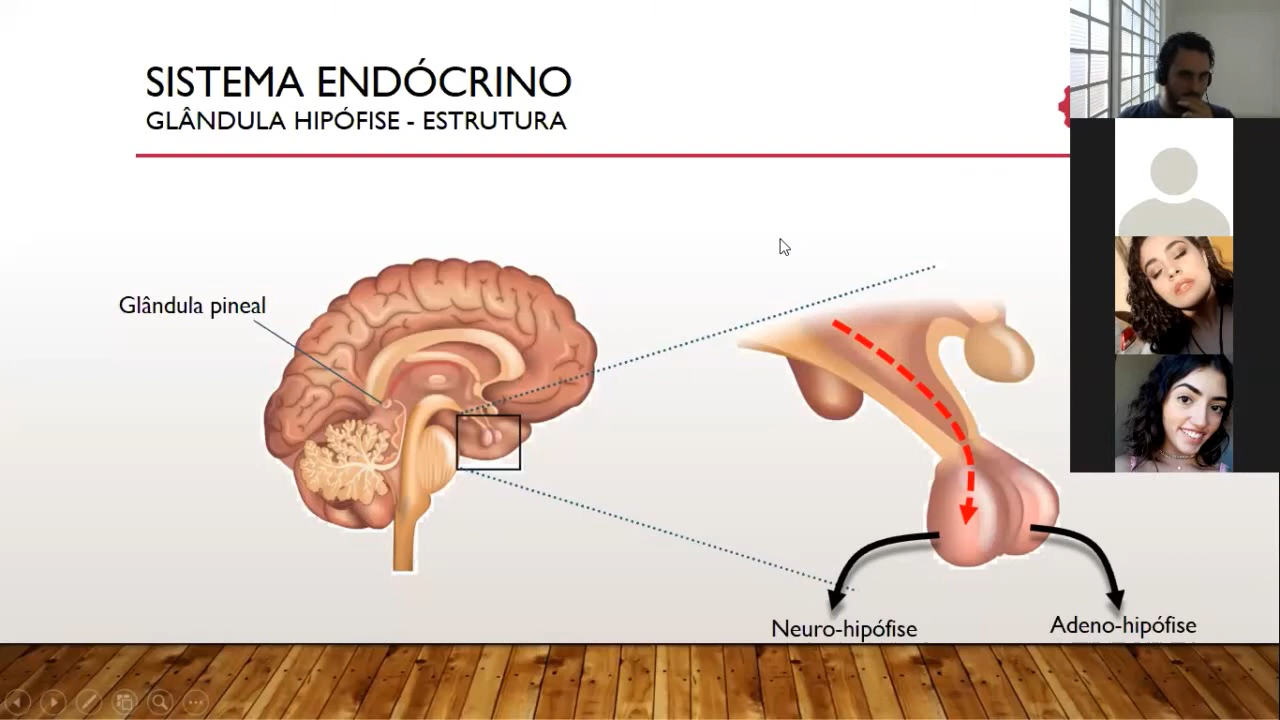 SISTEMA ENDÓCRINO
GLÂNDULA HIPÓFISE - ESTRUTURA
Glândula pineal
Neuro-hipófise
Adeno-hipófise